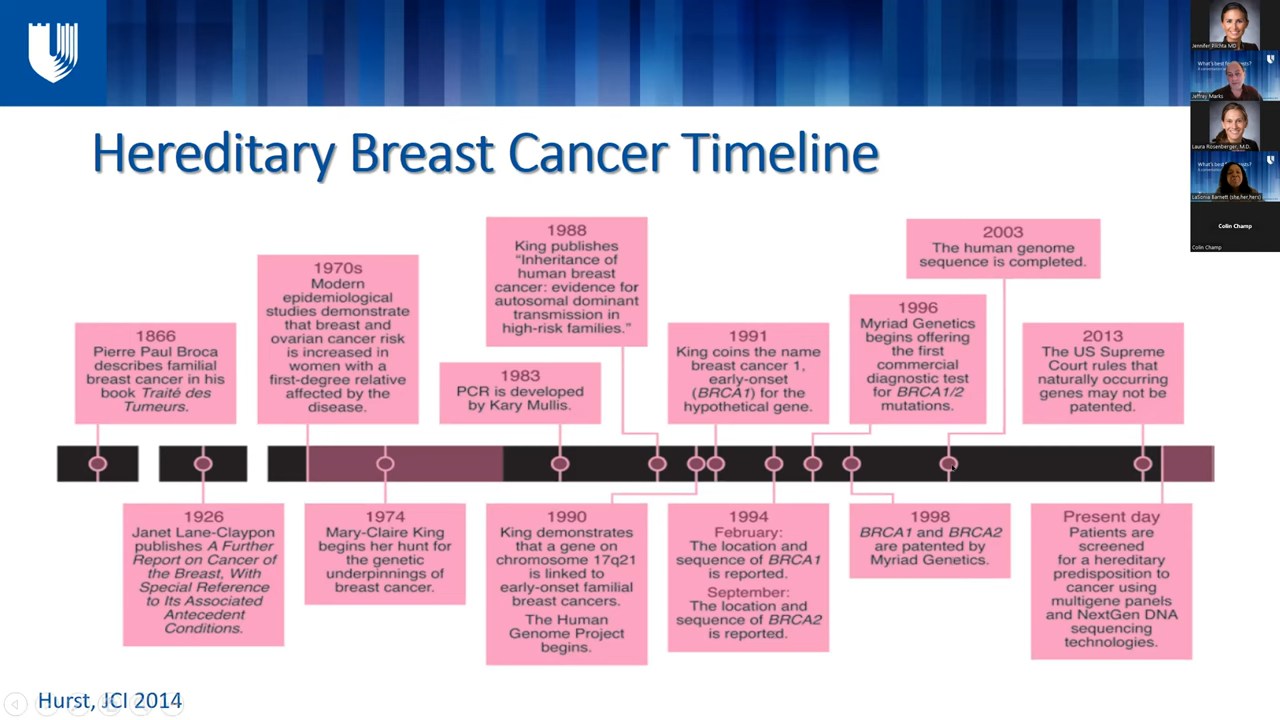 Hereditary Breast Cancer Timeline
1866
Pierre Paul Broca
describes familial
breast cancer in his
book Traité des
Tumeurs.
1970s
Modern
epidemiological
studies demonstrate
that breast and
ovarian cancer risk
is increased in
women with a
first-degree relative
affected by the
disease.
1983
PCR is developed
by Kary Mullis.
1988
King publishes
“Inheritance of
human breast
cancer: evidence for
autosomal dominant
transmission in
high-risk families.”
1991
King coins the name
breast cancer 1,
early-onset
(BRCA1) for the
hypothetical gene.
1996
Myriad Genetics
begins offering
the first
commercial
diagnostic test
for BRCA1/2
mutations.
2003
The human genome
sequence is completed.
2013
The US Supreme
Court rules that
naturally occurring
genes may not be
patented.
1926
Janet Lane-Claypon
publishes A Further
Report on Cancer of
the Breast, With
Special Reference
to Its Associated
Antecedent
Conditions.
1974
Mary-Claire King
begins her hunt for
the genetic
underpinnings of
breast cancer.
1990
King demonstrates
that a gene on
chromosome 17q21
is linked to
early-onset familial
breast cancers.
The Human
Genome Project
begins.
1994
February:
The location and
sequence of BRCA1
is reported.
September:
The location and
sequence of BRCA2
is reported.
1998
BRCA1 and BRCA2
are patented by
Myriad Genetics.
Present day
Patients are
screened
for a hereditary
predisposition to
cancer using
multigene panels
and NextGen DNA
sequencing
technologies.
Hurst, JCI 2014
Jennifer Plichta MD
What's best
Jeffrey Marks
Laura Rosenberger, M.D.
What's best
LaSonia Barnett (she,her,hers)
Colin Champ
Colin Champ